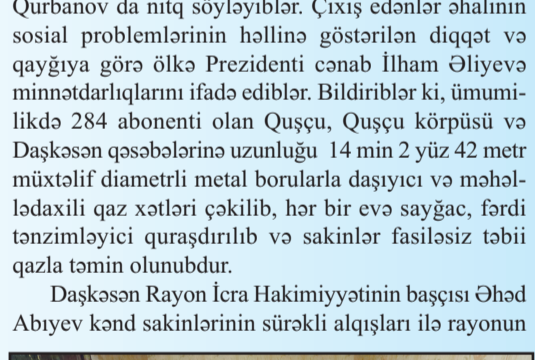 Qurbanov da nitq söyləyiblər. Çıxış edənlər əhalinin
sosial problemlərinin həllinə göstərilən diqqət və
qayğıya görə ölkə Prezidenti cənab İlham Əliyevə
minnətdarlıqlarını ifadə ediblər. Bildiriblər ki, ümumi-
likdə 284 abonenti olan Quşçu, Quşçu körpüsü və
Daşkəsən qəsəbələrinə uzunluğu 14 min 2 yüz 42 metr
müxtəlif diametrli metal borularla daşıyıcı və məhəl-
lədaxili qaz xətləri çəkilib, hər bir evə sayğac, fərdi
tənzimləyici quraşdırılıb və sakinlər fasiləsiz təbii
qazla təmin olunubdur.
Daşkəsən Rayon İcra Hakimiyyətinin başçısı Əhəd
Abıyev kənd sakinlərinin sürəkli alqışları ilə rayonun